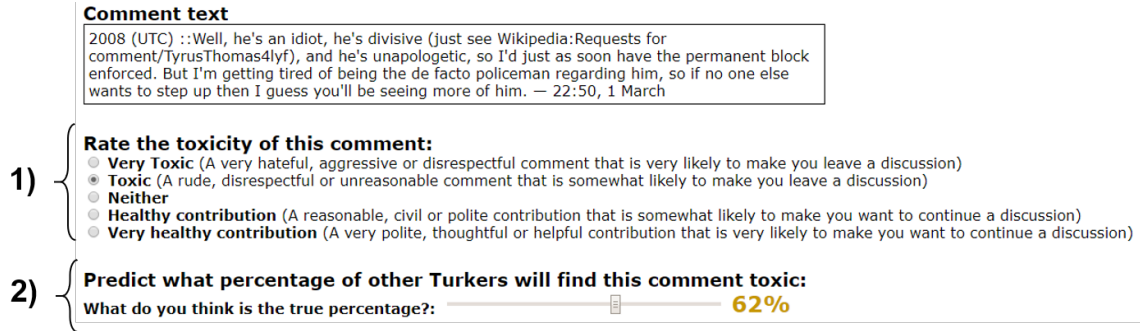 Comment text
2008 (UTC) ::Well, he's an idiot, he's divisive (just see Wikipedia:Requests for
comment/TyrusThomas4lyf), and he's unapologetic, so I'd just as soon have the permanent block
enforced. But I'm getting tired of being the de facto policeman regarding him, so if no one else
wants to step up then I guess you'll be seeing more of him. — 22:50, 1 March
1)
Rate the toxicity of this comment:
Very Toxic (A very hateful, aggressive or disrespectful comment that is very likely to make you leave a discussion)
Toxic (A rude, disrespectful or unreasonable comment that is somewhat likely to make you leave a discussion)
Neither
Healthy contribution (A reasonable, civil or polite contribution that is somewhat likely to make you want to continue a discussion)
Very healthy contribution (A very polite, thoughtful or helpful contribution that is very likely to make you want to continue a discussion)
2)
Predict what percentage of other Turkers will find this comment toxic:
What do you think is the true percentage?: 62%